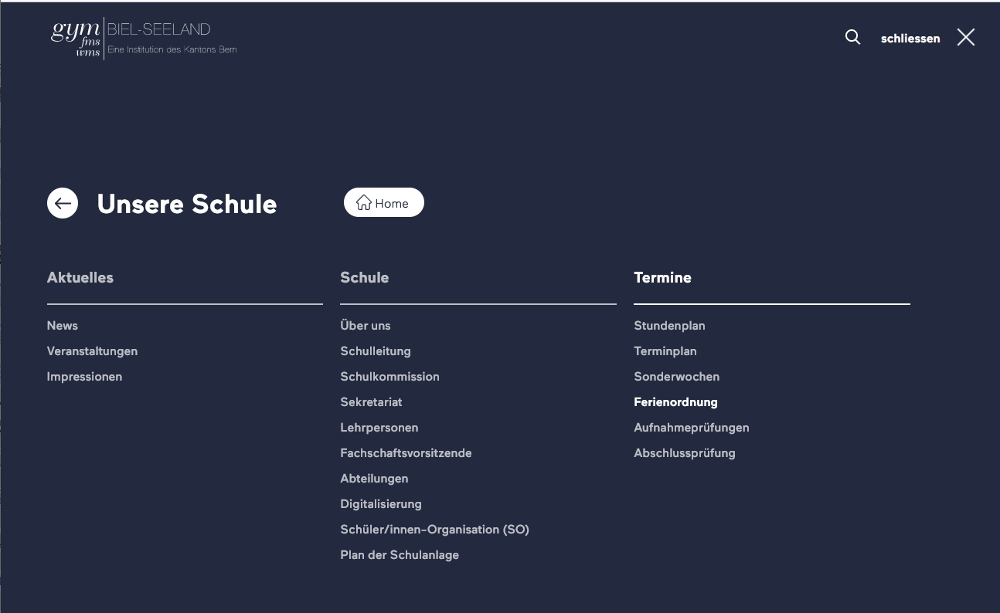 gym
fms
wms
BIEL-SEELAND
Eine Institution des Kantons Bern
schliessen
Unsere Schule
Home
Aktuelles
News
Veranstaltungen
Impressionen
Schule
Über uns
Schulleitung
Schulkommission
Sekretariat
Lehrpersonen
Fachschaftsvorsitzende
Abteilungen
Digitalisierung
Schüler/innen-Organisation (SO)
Plan der Schulanlage
Termine
Stundenplan
Terminplan
Sonderwochen
Ferienordnung
Aufnahmeprüfungen
Abschlussprüfung